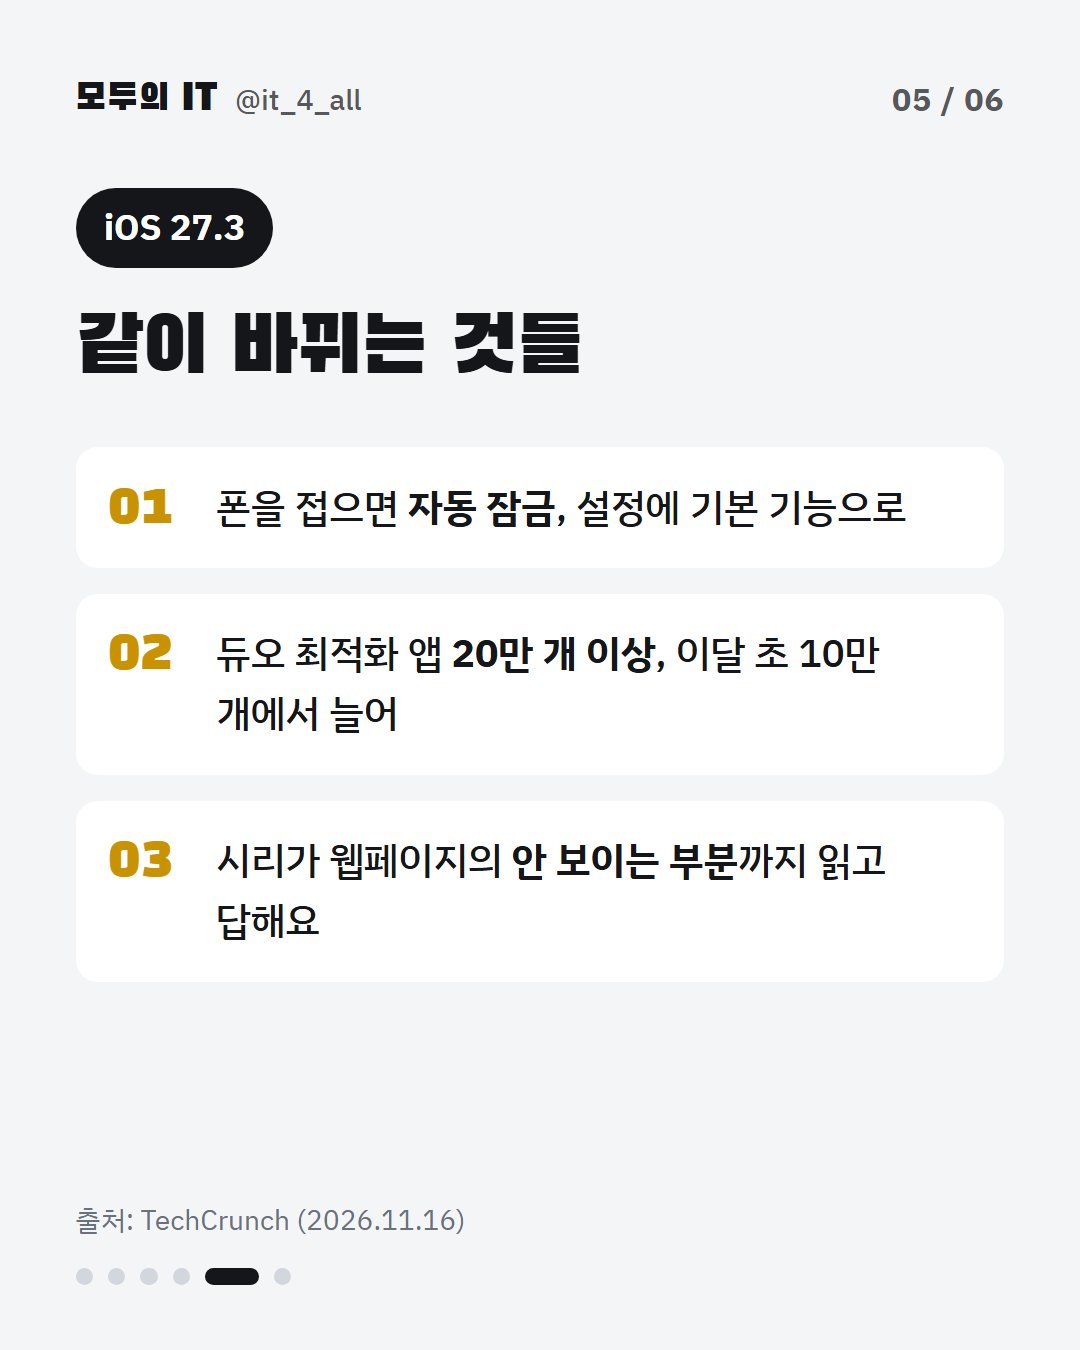 모두의 IT @it_4_all
05 / 06
iOS 27.3
같이 바뀌는 것들
01 폰을 접으면 자동 잠금, 설정에 기본 기능으로
02 듀오 최적화 앱 20만 개 이상, 이달 초 10만
개에서 늘어
03 시리가 웹페이지의 안 보이는 부분까지 읽고
답해요
출처: TechCrunch (2026.11.16)